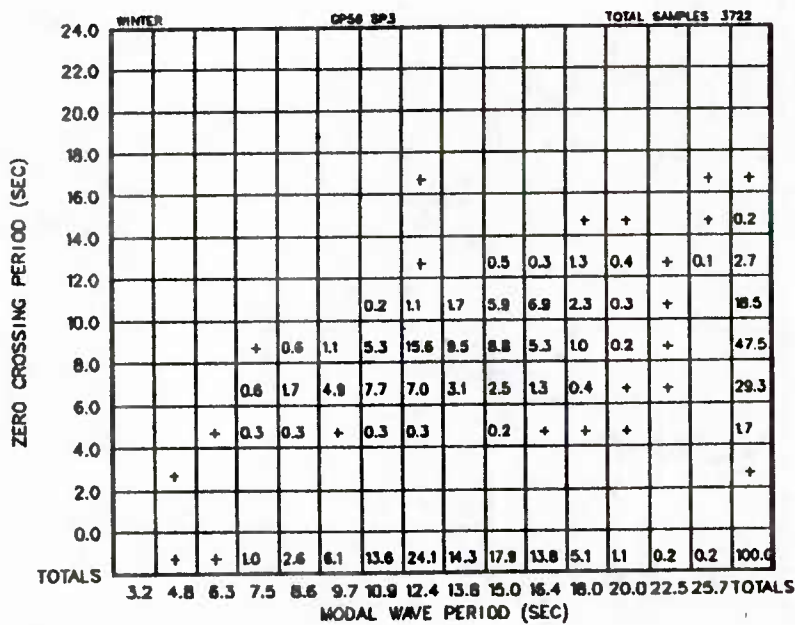 WINTER GP56 SP3 TOTAL SAMPLES 3722
24.0
22.0
20.0
18.0
+ + +
16.0
+ + + 0.2
14.0
+ 0.5 0.3 1.3 0.4 + 0.1 2.7
12.0
0.2 1.1 1.7 5.9 6.9 2.3 0.3 + 18.5
10.0
+ 0.6 1.1 5.3 15.6 9.5 8.8 5.3 1.0 0.2 + 47.5
8.0
0.6 1.7 4.9 7.7 7.0 3.1 2.5 1.3 0.4 + + 29.3
6.0
+ 0.3 0.3 + 0.3 0.3 0.2 + + + 1.7
4.0
+ +
2.0
0.0
+ + 1.0 2.6 6.1 13.6 24.1 14.3 17.9 13.8 5.1 1.1 0.2 0.2 100.0
TOTALS
3.2 4.8 6.3 7.5 8.6 9.7 10.9 12.4 13.8 15.0 16.4 18.0 20.0 22.5 25.7 TOTALS
MODAL WAVE PERIOD (SEC)
ZERO CROSSING PERIOD (SEC)